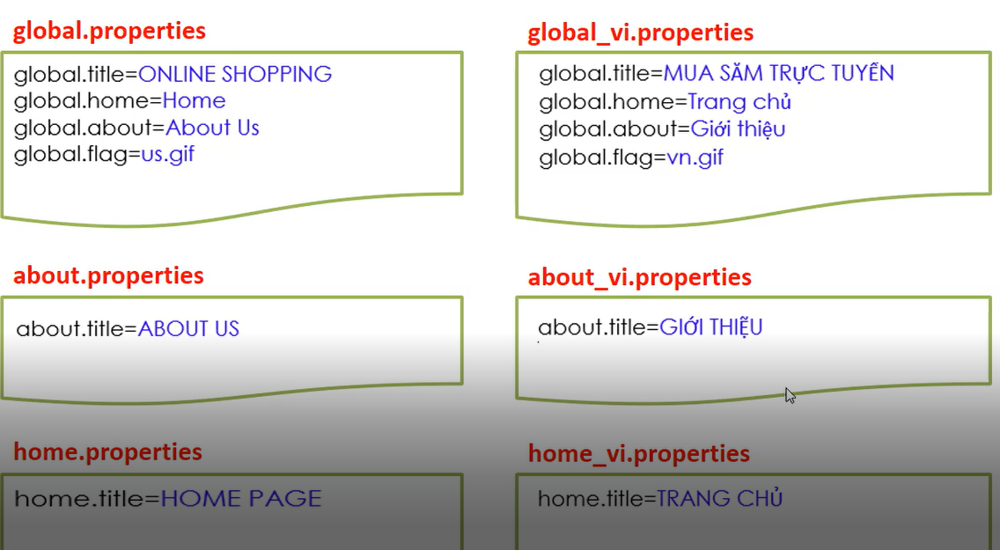 global.properties
global.title=ONLINE SHOPPING
global.home=Home
global.about=About Us
global.flag=us.gif
global_vi.properties
global.title=MUA SẮM TRỰC TUYẾN
global.home=Trang chủ
global.about=Giới thiệu
global.flag=vn.gif
about.properties
about.title=ABOUT US
about_vi.properties
about.title=GIỚI THIỆU
home.properties
home.title=HOME PAGE
home_vi.properties
home.title=TRANG CHỦ